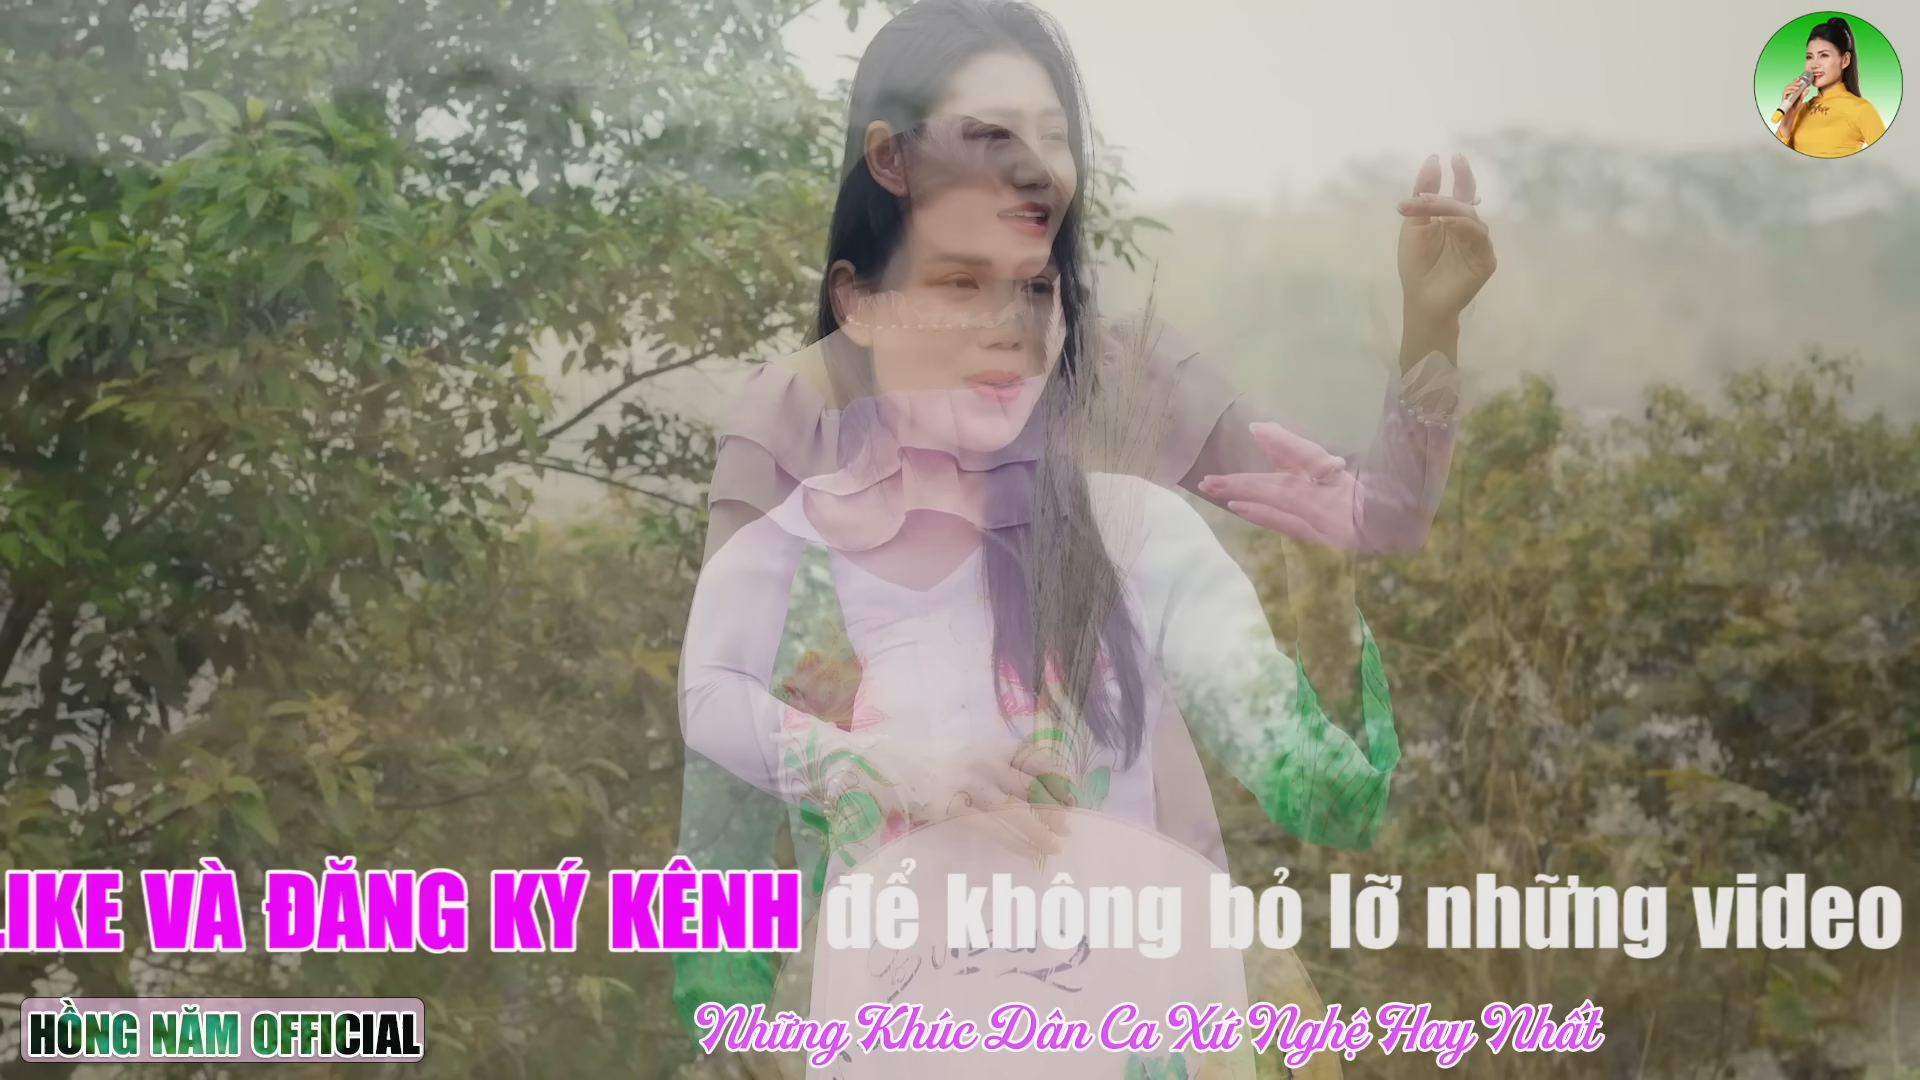 LIKE VÀ ĐĂNG KÝ KÊNH để không bỏ lỡ những video
HỒNG NĂM OFFICIAL
Những Khúc Dân Ca Xứ Nghệ Hay Nhất